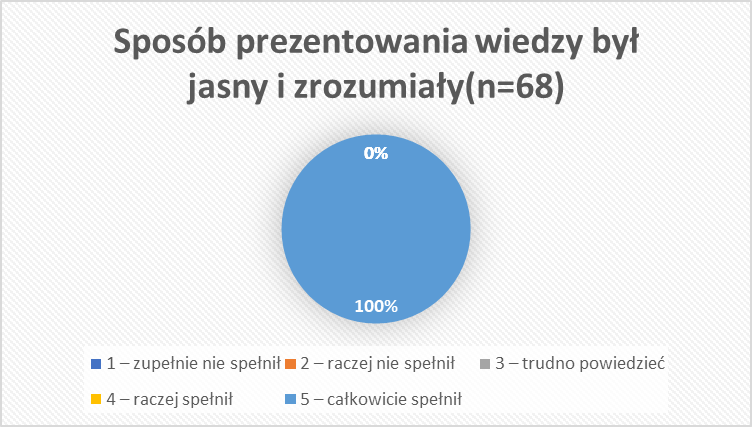 Sposób prezentowania wiedzy był
jasny i zrozumiały(n=68)
0%
100%
1 – zupełnie nie spełnił 2 – raczej nie spełnił 3 – trudno powiedzieć
4 – raczej spełnił 5 – całkowicie spełnił